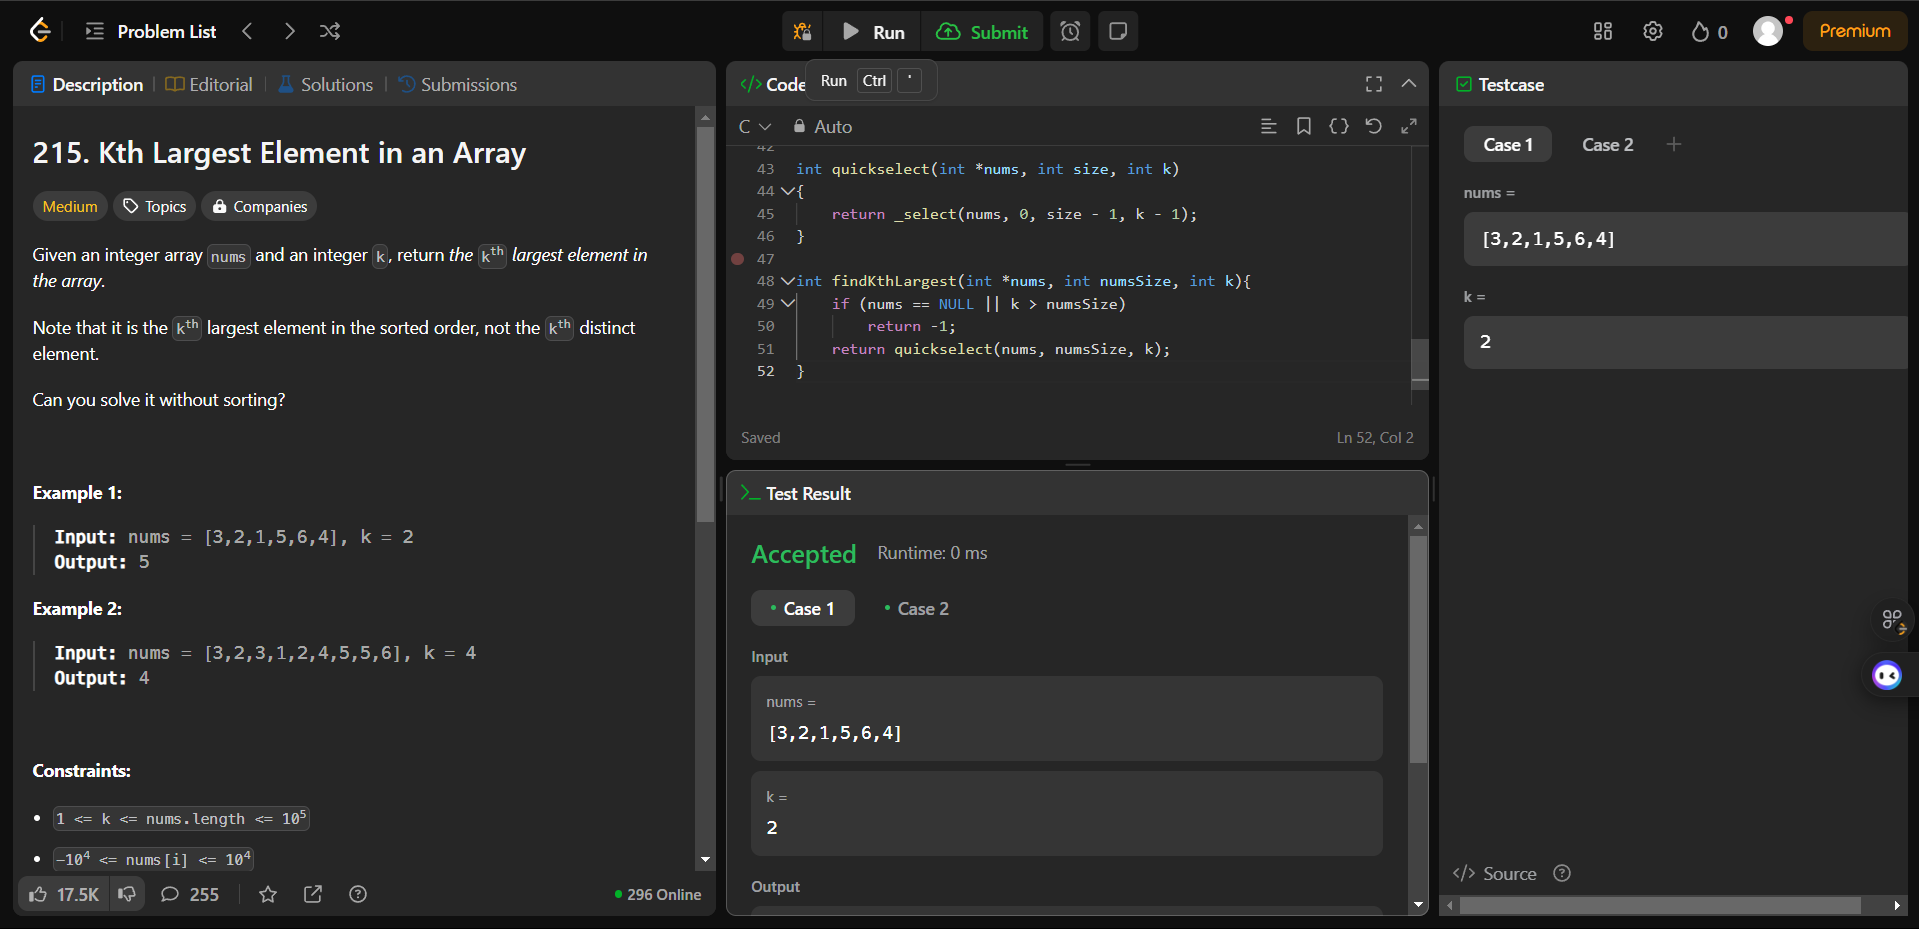 Problem List
Run
Submit
0
Premium
Description
Editorial
Solutions
Submissions
215. Kth Largest Element in an Array
Medium
Topics
Companies
Given an integer array nums and an integer k, return the kth largest element in
the array.
Note that it is the kth largest element in the sorted order, not the kth distinct
element.
Can you solve it without sorting?
Example 1:
Input: nums = [3,2,1,5,6,4], k = 2
Output: 5
Example 2:
Input: nums = [3,2,3,1,2,4,5,5,6], k = 4
Output: 4
Constraints:
• 1 <= k <= nums.length <= 10^5
• -10^4 <= nums[i] <= 10^4
17.5K
255
296 Online
</> Code
Run Ctrl '
C
Auto
42
43 int quickselect(int *nums, int size, int k)
44 {
45 return _select(nums, 0, size - 1, k - 1);
46 }
47
48 int findKthLargest(int *nums, int numsSize, int k){
49 if (nums == NULL || k > numsSize)
50 return -1;
51 return quickselect(nums, numsSize, k);
52 }
Saved
Ln 52, Col 2
Test Result
Accepted
Runtime: 0 ms
• Case 1
• Case 2
Input
nums =
[3,2,1,5,6,4]
k =
2
Output
Testcase
Case 1
Case 2
+
nums =
[3,2,1,5,6,4]
k =
2
</> Source